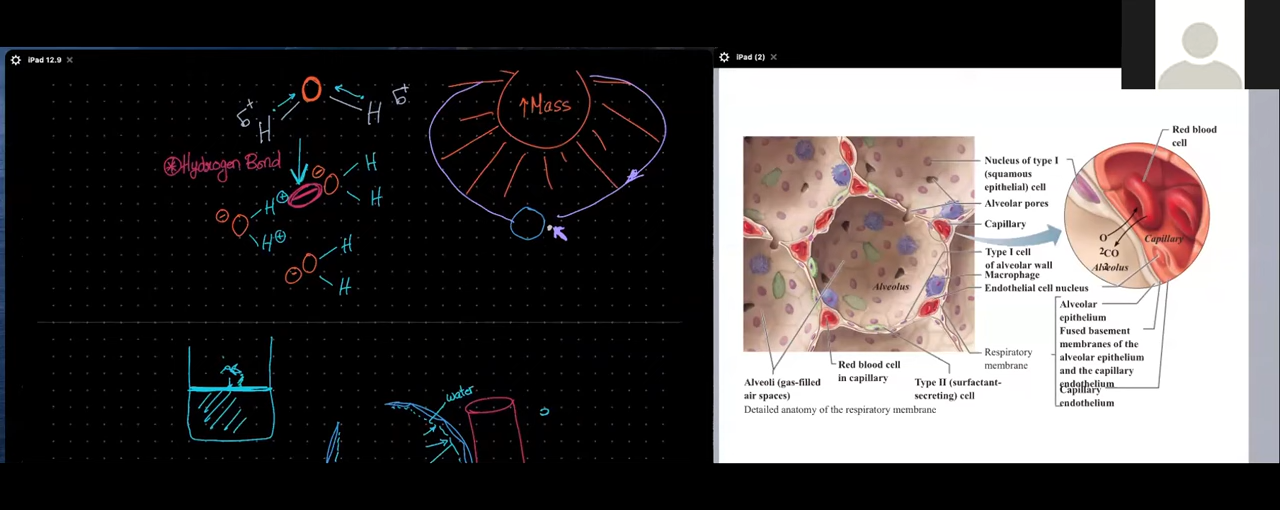 iPad 12.9
δ+
H
O
H
δ+
↑Mass
⊛Hydrogen Bond
⊖
O
H
H
⊖
O
H⊕
H⊕
⊖
O
H
H
water
iPad (2)
Red blood
cell
Nucleus of type I
(squamous
epithelial) cell
Alveolar pores
Capillary
Type I cell
of alveolar wall
Macrophage
Endothelial cell nucleus
O
2CO
2
Capillary
Alveolus
Alveolus
Alveolar
epithelium
Fused basement
membranes of the
alveolar epithelium
and the capillary
endothelium
Capillary
endothelium
Respiratory
membrane
Red blood cell
in capillary
Alveoli (gas-filled
air spaces)
Type II (surfactant-
secreting) cell
Detailed anatomy of the respiratory membrane